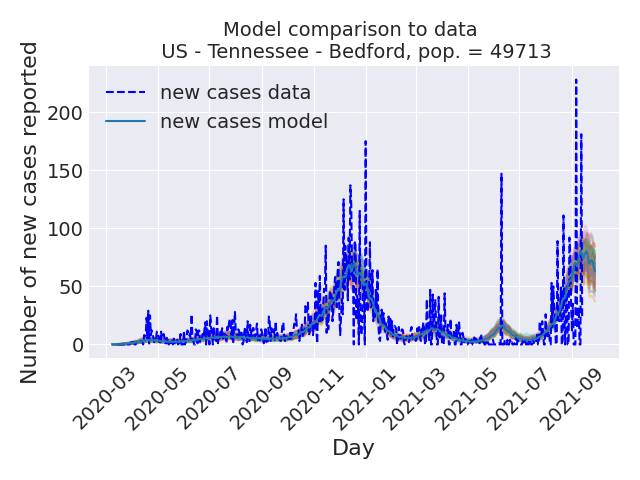 Model comparison to data
US - Tennessee - Bedford, pop. = 49713
Number of new cases reported
200
150
100
50
0
new cases data
new cases model
2020-03
2020-05
2020-07
2020-09
2020-11
2021-01
2021-03
2021-05
2021-07
2021-09
Day